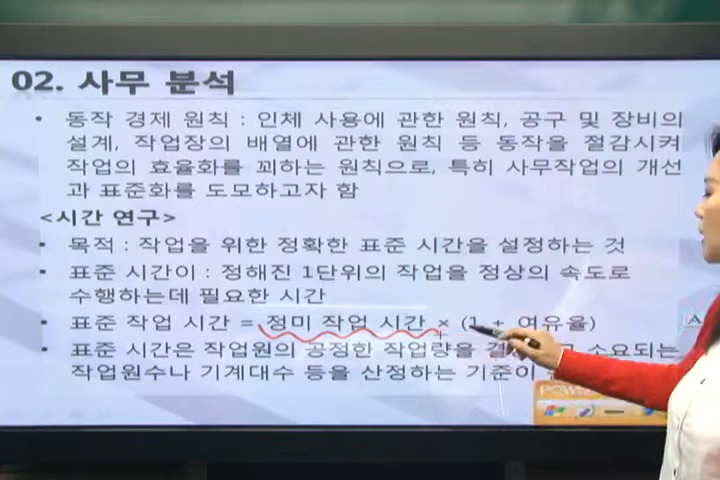 02. 사무 분석
• 동작 경제 원칙 : 인체 사용에 관한 원칙, 공구 및 장비의
설계, 작업장의 배열에 관한 원칙 등 동작을 절감시켜
작업의 효율화를 꾀하는 원칙으로, 특히 사무작업의 개선
과 표준화를 도모하고자 함
<시간 연구>
• 목적 : 작업을 위한 정확한 표준 시간을 설정하는 것
• 표준 시간이 : 정해진 1단위의 작업을 정상의 속도로
수행하는데 필요한 시간
• 표준 작업 시간 = 정미 작업 시간 × (1 + 여유율)
• 표준 시간은 작업원의 공정한 작업량을 소요되는
작업원수나 기계대수 등을 산정하는 기준이